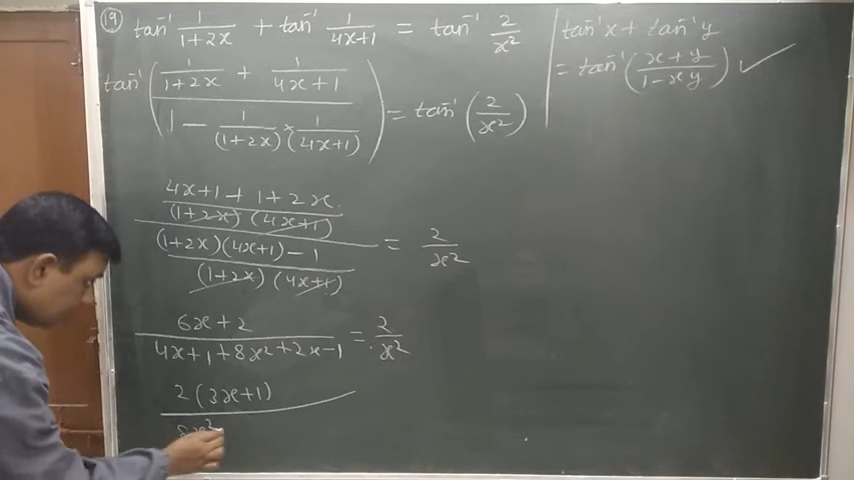 (19) tan⁻¹ 1/(1+2x) + tan⁻¹ 1/(4x+1) = tan⁻¹ 2/x²
tan⁻¹ ( (1/(1+2x) + 1/(4x+1)) / (1 − 1/(1+2x) × 1/(4x+1)) ) = tan⁻¹ (2/x²)
((4x+1+1+2x) / ((1+2x)(4x+1))) / (((1+2x)(4x+1)−1) / ((1+2x)(4x+1))) = 2/x²
(6x+2) / (4x+1+8x²+2x−1) = 2/x²
2(3x+1) / 8x²
tan⁻¹x + tan⁻¹y
= tan⁻¹ ((x+y)/(1−xy)) ✓